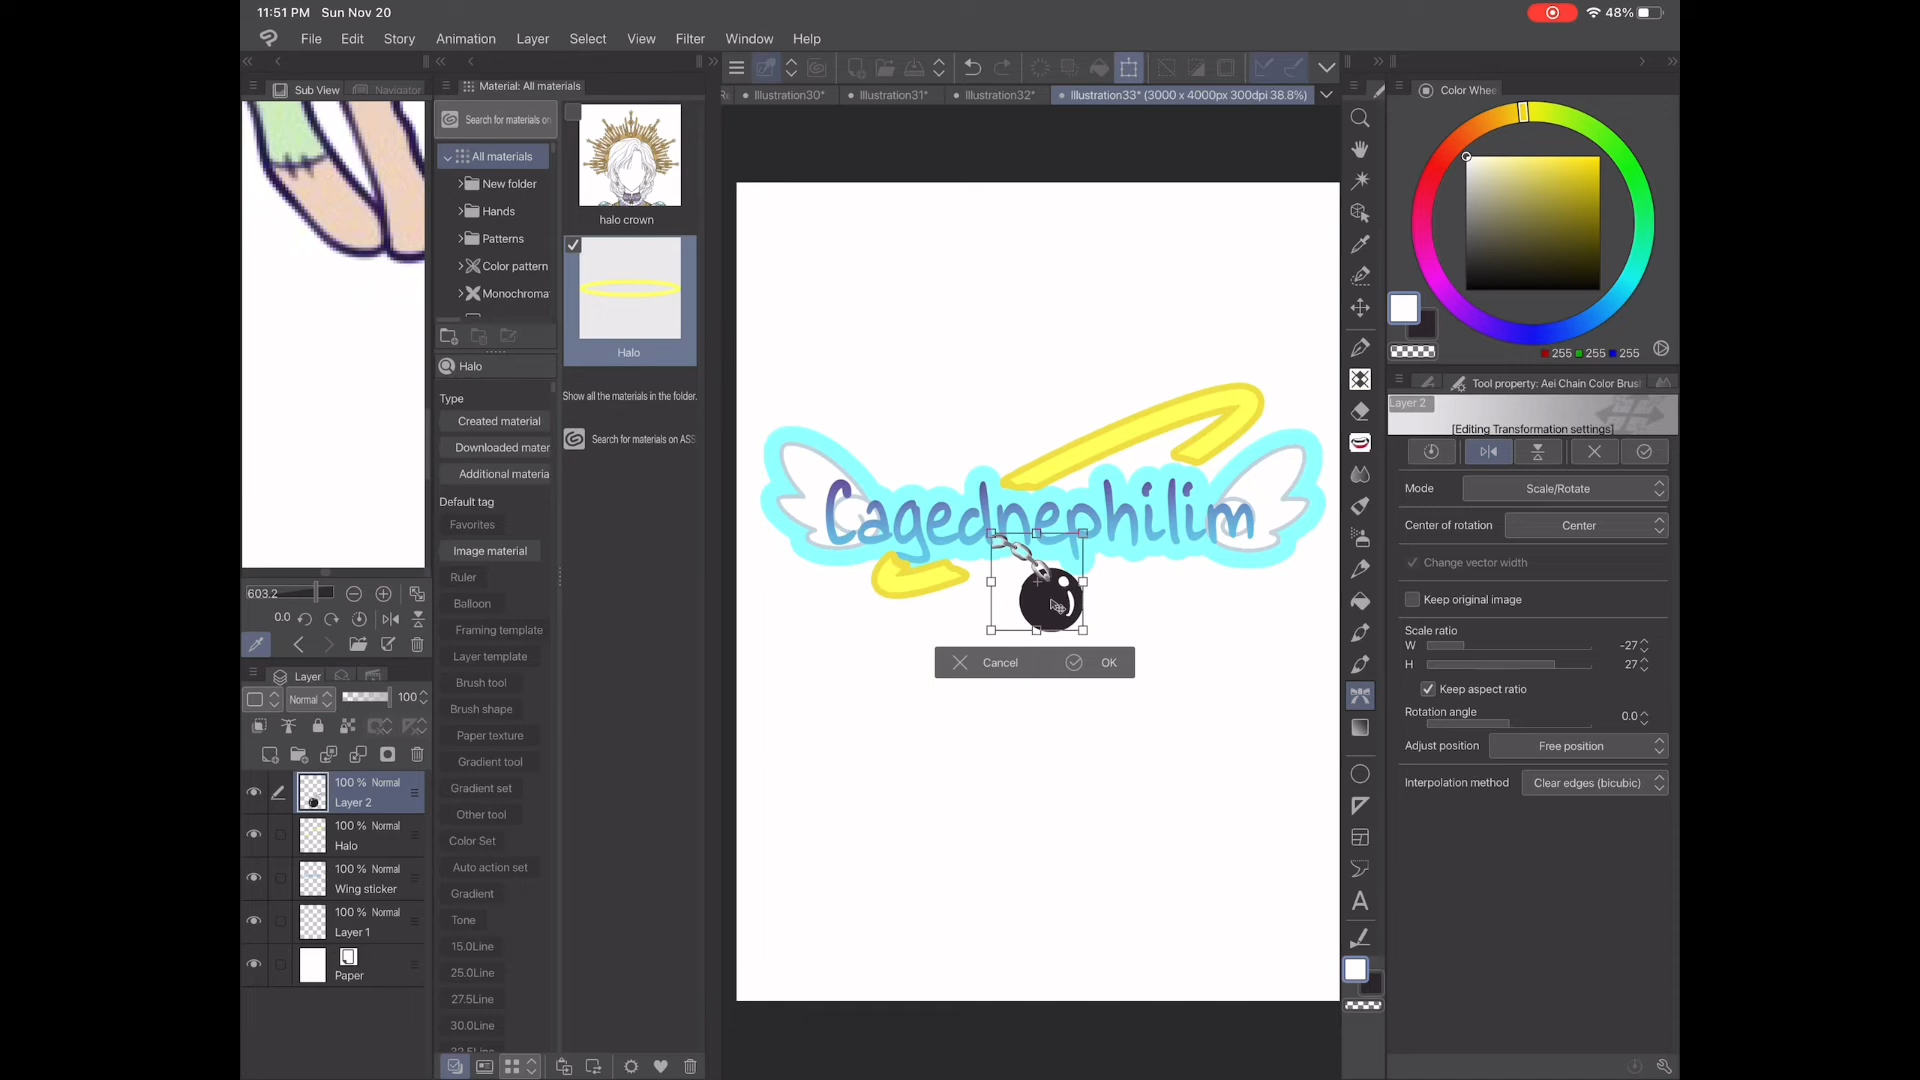 11:51 PM Sun Nov 20
48%
File Edit Story Animation Layer Select View Filter Window Help
Sub View Navigator
Material: All materials
Illustration30* Illustration31* Illustration32* Illustration33* (3000 x 4000px 300dpi 38.8%)
Color Whee
Search for materials on
All materials
New folder
Hands
Patterns
Color pattern
Monochroma
halo crown
Halo
Halo
Show all the materials in the folder.
Search for materials on ASS
Type
Created material
Downloaded mater
Additional materia
Default tag
Favorites
Image material
Ruler
Balloon
Framing template
Layer template
Brush tool
Brush shape
Paper texture
Gradient tool
Gradient set
Other tool
Color Set
Auto action set
Gradient
Tone
15.0Line
25.0Line
27.5Line
30.0Line
32.5Line
603.2
0.0
Layer
Normal 100
100 % Normal
Layer 2
100 % Normal
Halo
100 % Normal
Wing sticker
100 % Normal
Layer 1
Paper
Cagednephilim
Cancel OK
A
255 255 255
Tool property: Aei Chain Color Brus
Layer 2
[Editing Transformation settings]
Mode Scale/Rotate
Center of rotation Center
Change vector width
Keep original image
Scale ratio
W -27
H 27
Keep aspect ratio
Rotation angle 0.0
Adjust position Free position
Interpolation method Clear edges (bicubic)